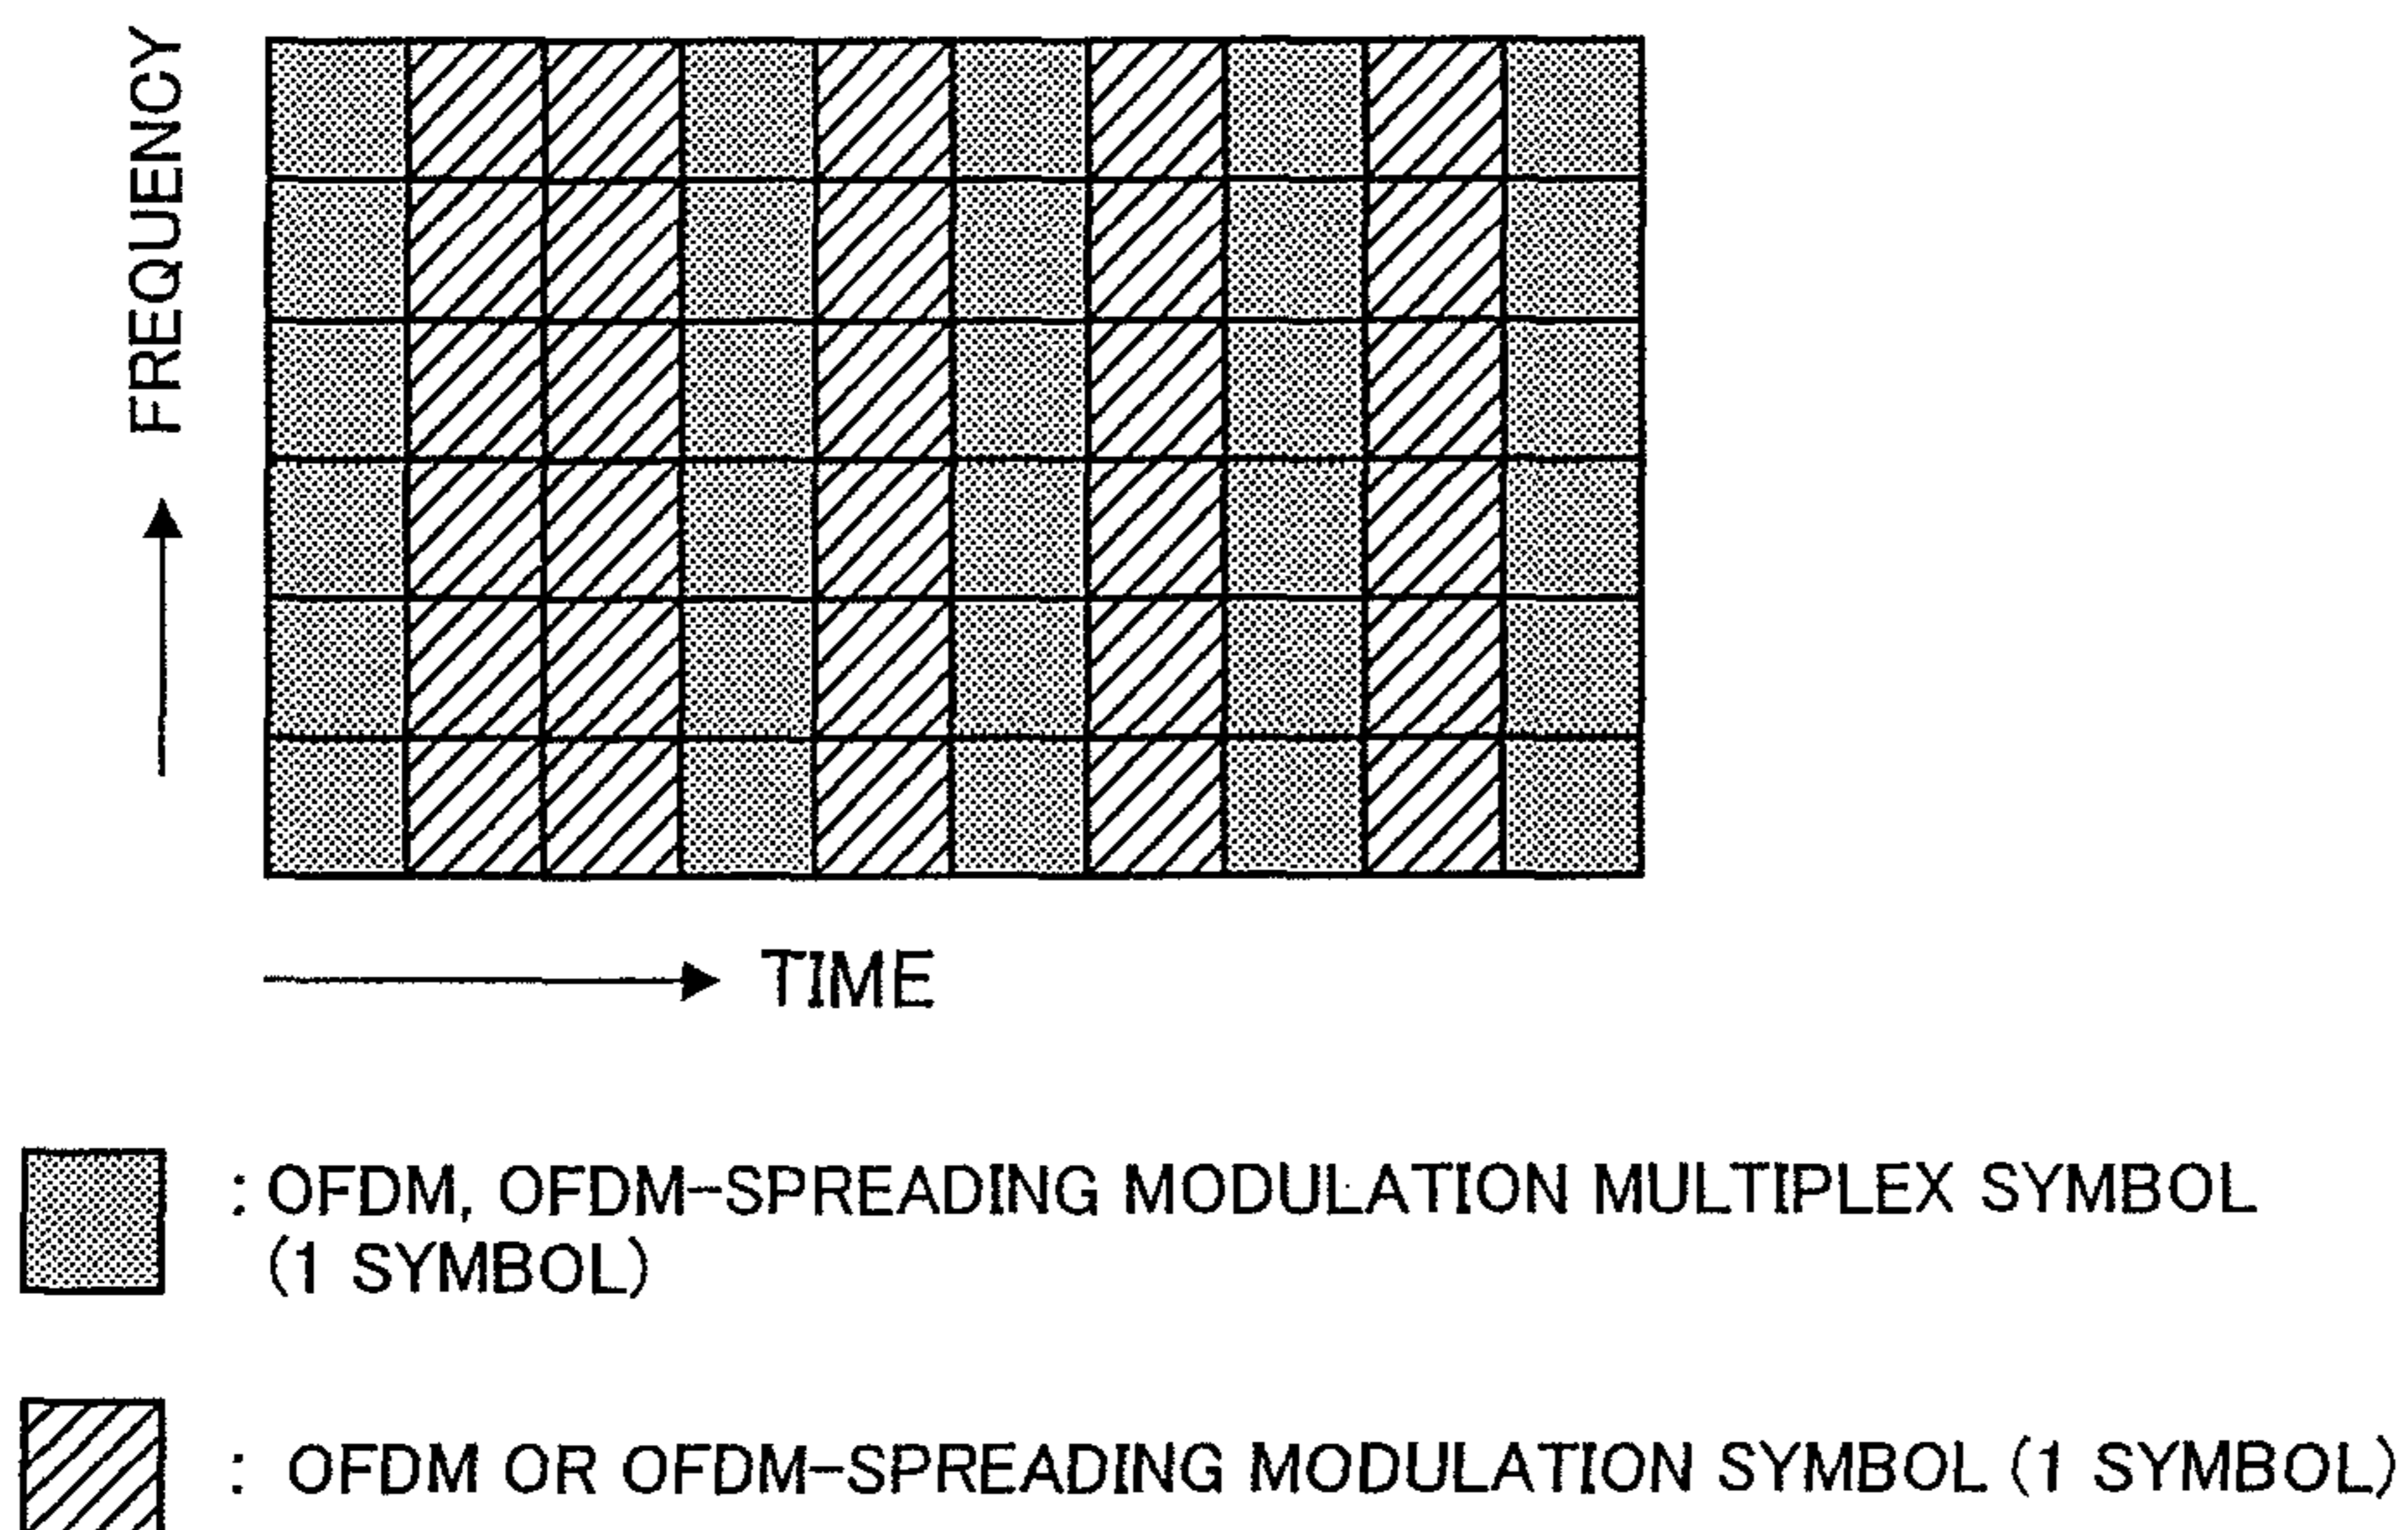 FREQUENCY
TIME
: OFDM, OFDM-SPREADING MODULATION MULTIPLEX SYMBOL
(1 SYMBOL)
: OFDM OR OFDM-SPREADING MODULATION SYMBOL (1 SYMBOL)